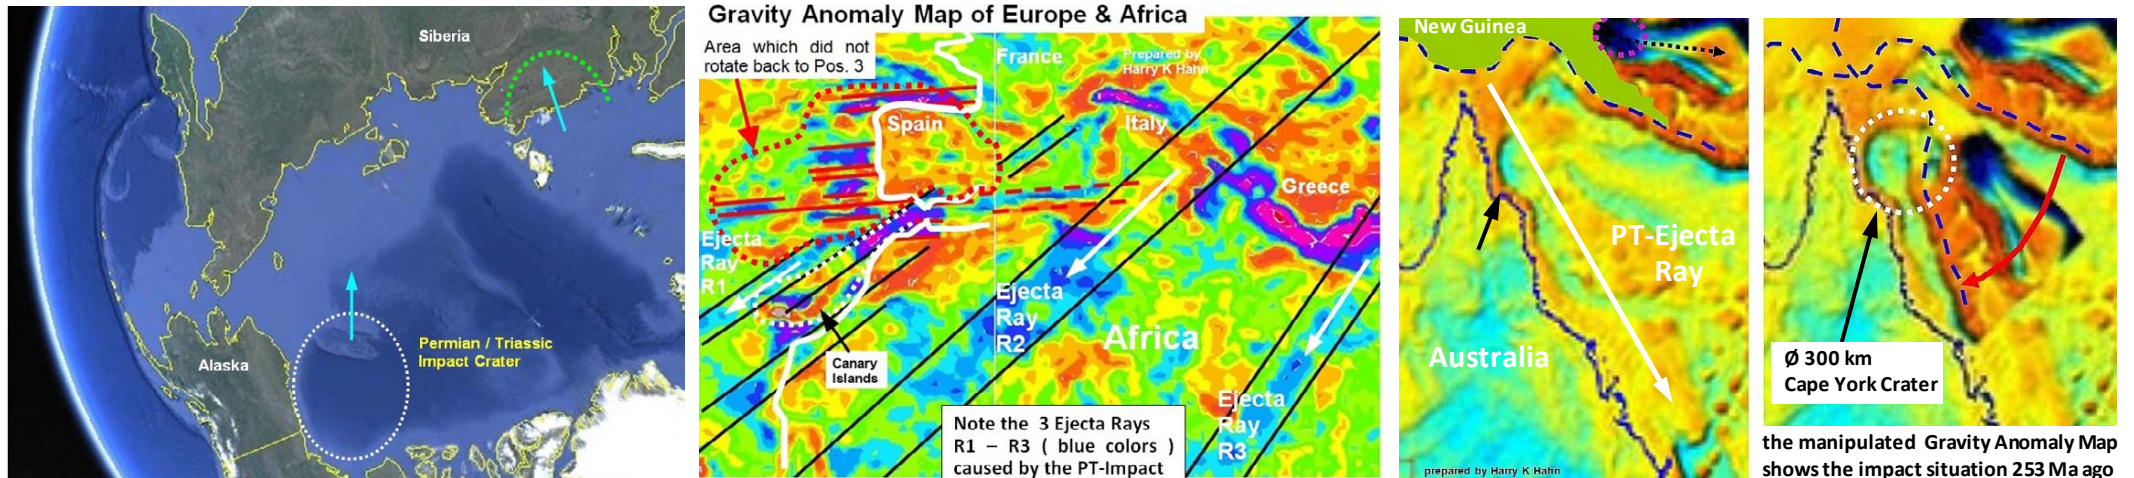 Siberia
Alaska
Permian / Triassic
Impact Crater
Gravity Anomaly Map of Europe & Africa
Area which did not
rotate back to Pos. 3
France
Prepared by
Harry K Hahn
Spain
Italy
Greece
Ejecta
Ray
R1
Ejecta
Ray
R2
Africa
Canary
Islands
Ejecta
Ray
R3
Note the 3 Ejecta Rays
R1 – R3 ( blue colors )
caused by the PT-Impact
New Guinea
PT-Ejecta
Ray
Australia
prepared by Harry K Hahn
Ø 300 km
Cape York Crater
the manipulated Gravity Anomaly Map
shows the impact situation 253 Ma ago